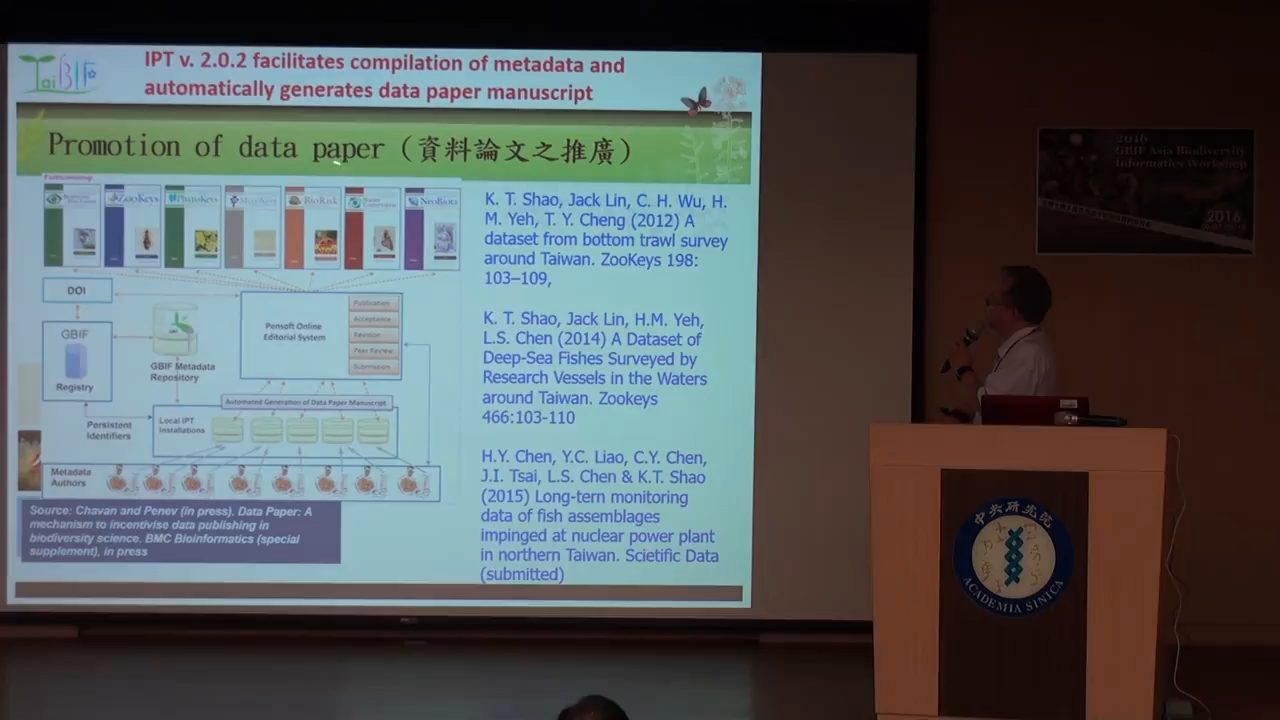 TaiBIF
IPT v. 2.0.2 facilitates compilation of metadata and
automatically generates data paper manuscript
Promotion of data paper (資料論文之推廣)
Forthcoming:
ZooKeys
PhytoKeys
BioRisk
NeoBiota
DOI
GBIF
Registry
GBIF Metadata
Repository
Pensoft Online
Editorial System
Publication
Acceptance
Revision
Peer Review
Submission
Automated Generation of Data Paper Manuscript
Persistent
Identifiers
Local IPT
Installations
Metadata
Authors
Source: Chavan and Penev (in press). Data Paper: A
mechanism to incentivise data publishing in
biodiversity science. BMC Bioinformatics (special
supplement), in press
K. T. Shao, Jack Lin, C. H. Wu, H.
M. Yeh, T. Y. Cheng (2012) A
dataset from bottom trawl survey
around Taiwan. ZooKeys 198:
103–109,
K. T. Shao, Jack Lin, H.M. Yeh,
L.S. Chen (2014) A Dataset of
Deep-Sea Fishes Surveyed by
Research Vessels in the Waters
around Taiwan. Zookeys
466:103-110
H.Y. Chen, Y.C. Liao, C.Y. Chen,
J.I. Tsai, L.S. Chen & K.T. Shao
(2015) Long-tern monitoring
data of fish assemblages
impinged at nuclear power plant
in northern Taiwan. Scietific Data
(submitted)
2016
GBIF Asia Biodiversity
Informatics Workshop
2016
中央研究院
ACADEMIA SINICA